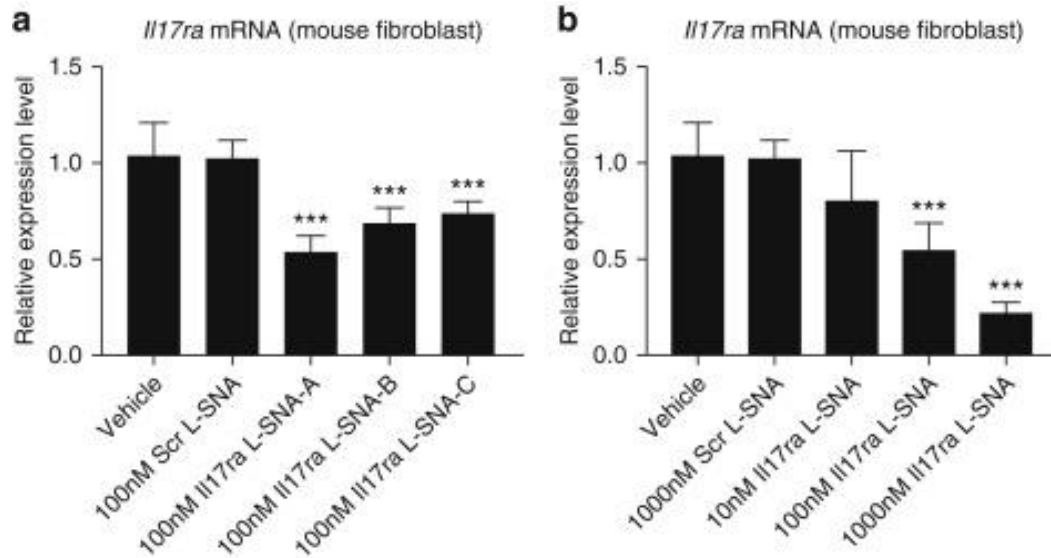 a
Il17ra mRNA (mouse fibroblast)
Relative expression level
1.5
1.0
0.5
0.0
***
***
***
Vehicle
100nM Scr L-SNA
100nM Il17ra L-SNA-A
100nM Il17ra L-SNA-B
100nM Il17ra L-SNA-C
b
Il17ra mRNA (mouse fibroblast)
Relative expression level
1.5
1.0
0.5
0.0
***
***
Vehicle
1000nM Scr L-SNA
10nM Il17ra L-SNA
100nM Il17ra L-SNA
1000nM Il17ra L-SNA